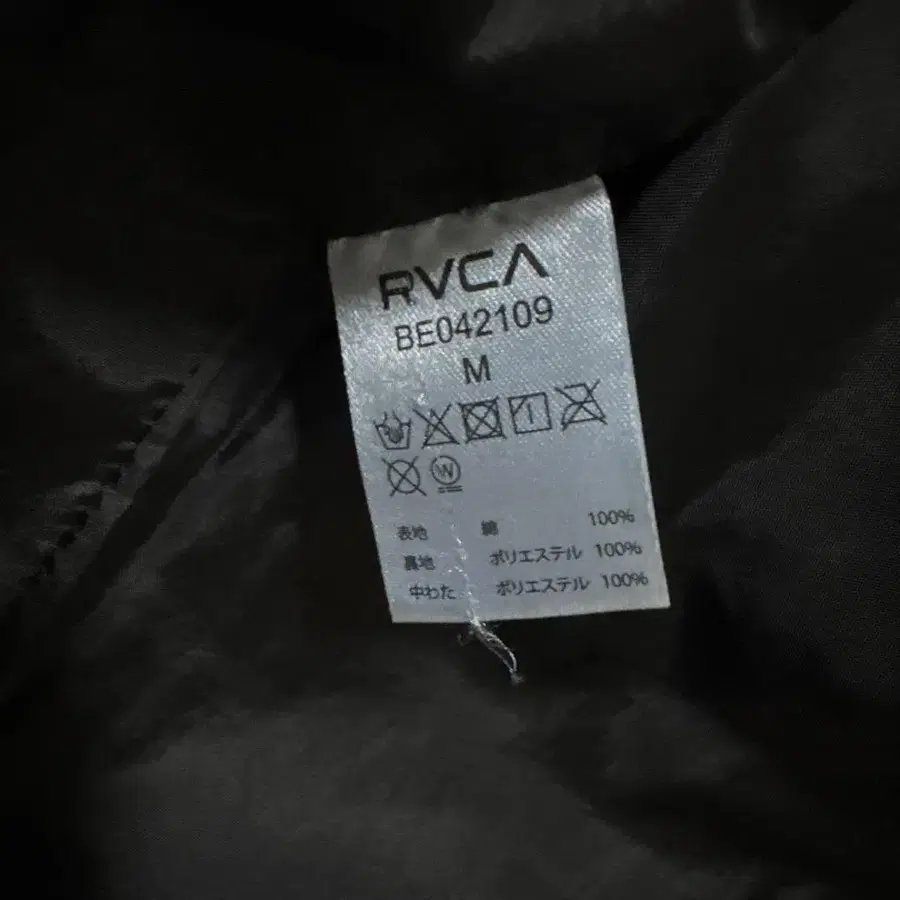 RVCA
BE042109
M
W
表地 綿 100%
裏地 ポリエステル 100%
中わた ポリエステル 100%